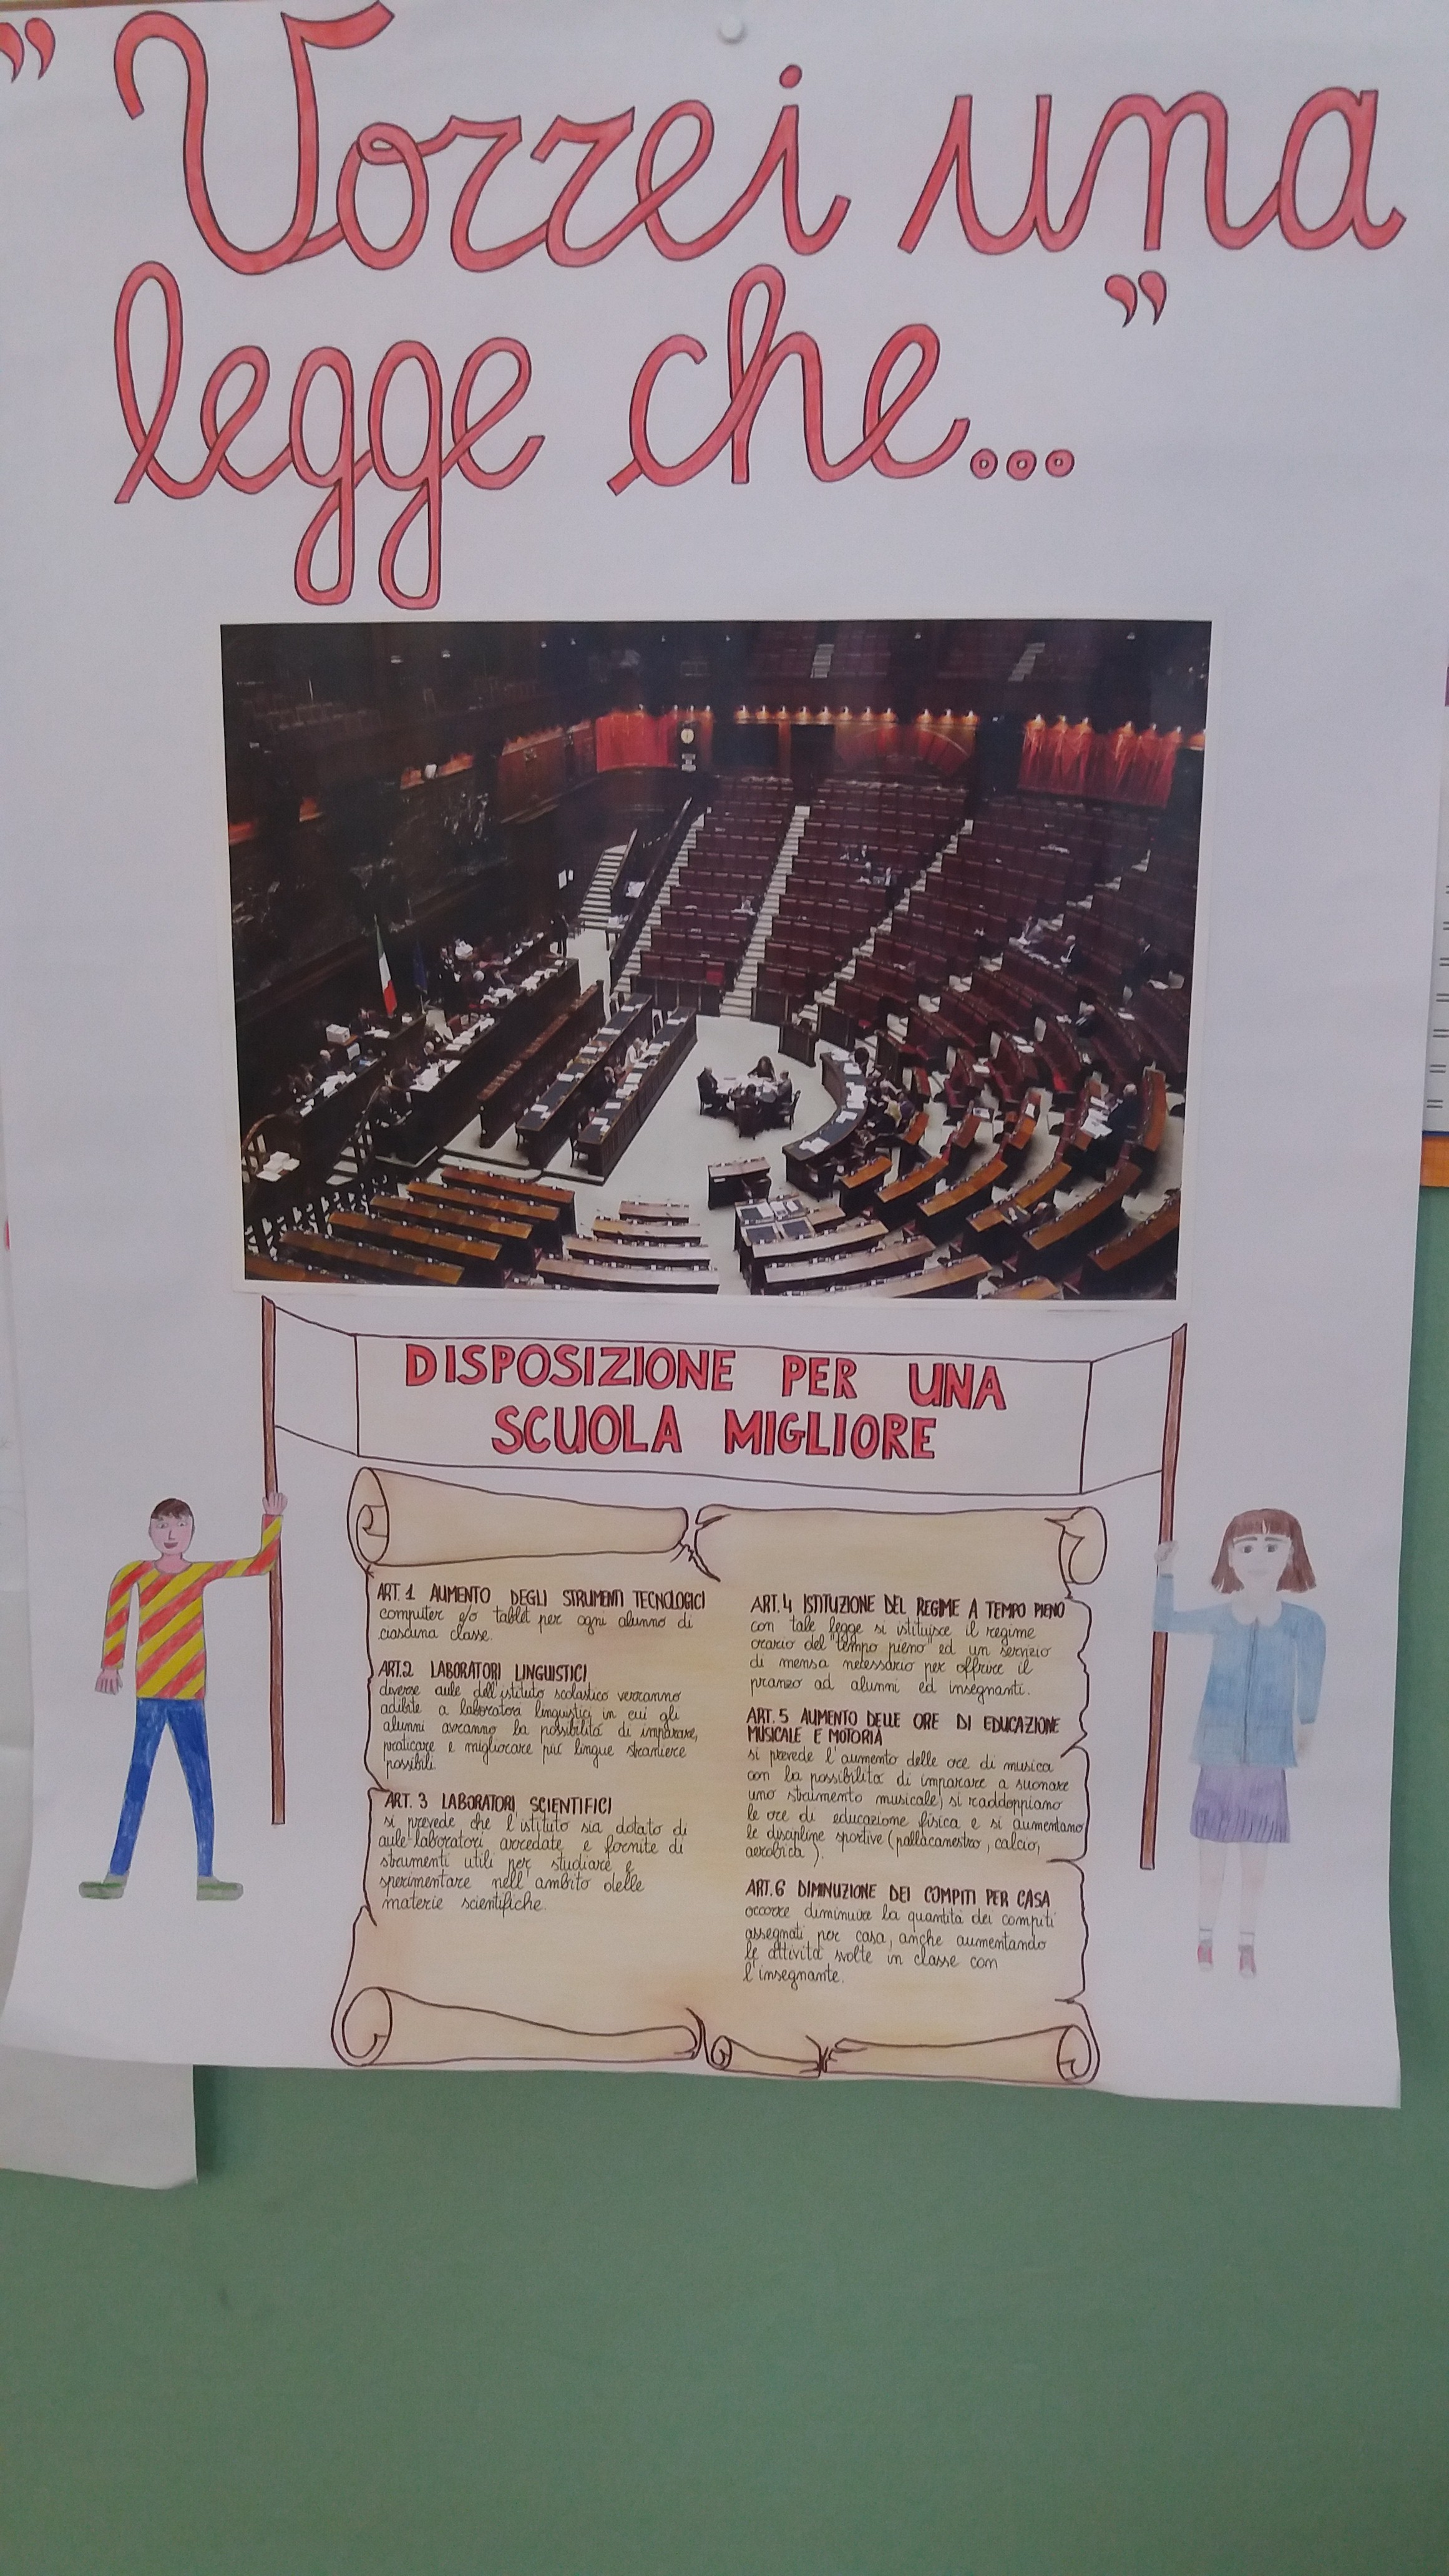 ” Vorrei una
legge che... ”
DISPOSIZIONE PER UNA
SCUOLA MIGLIORE
ART. 1 AUMENTO DEGLI STRUMENTI TECNOLOGICI
computer e/o tablet per ogni alunno di
ciascuna classe.
ART.2 LABORATORI LINGUISTICI
diverse aule dell'istituto scolastico verranno
adibite a laboratori linguistici in cui gli
alunni avranno la possibilità di imparare,
praticare e migliorare più lingue straniere
possibili.
ART. 3 LABORATORI SCIENTIFICI
si prevede che l'istituto sia dotato di
aule-laboratori arredate e fornite di
strumenti utili per studiare e
sperimentare nell'ambito delle
materie scientifiche.
ART. 4 ISTITUZIONE DEL REGIME A TEMPO PIENO
con tale legge si istituisce il regime
orario del "tempo pieno" ed un servizio
di mensa necessario per offrire il
pranzo ad alunni ed insegnanti.
ART. 5 AUMENTO DELLE ORE DI EDUCAZIONE
MUSICALE E MOTORIA
si prevede l'aumento delle ore di musica
con la possibilità di imparare a suonare
uno strumento musicale; si raddoppiano
le ore di educazione fisica e si aumentano
le discipline sportive (pallacanestro, calcio,
aerobica).
ART. 6 DIMINUZIONE DEI COMPITI PER CASA
occorre diminuire la quantità dei compiti
assegnati per casa, anche aumentando
le attività svolte in classe con
l'insegnante.